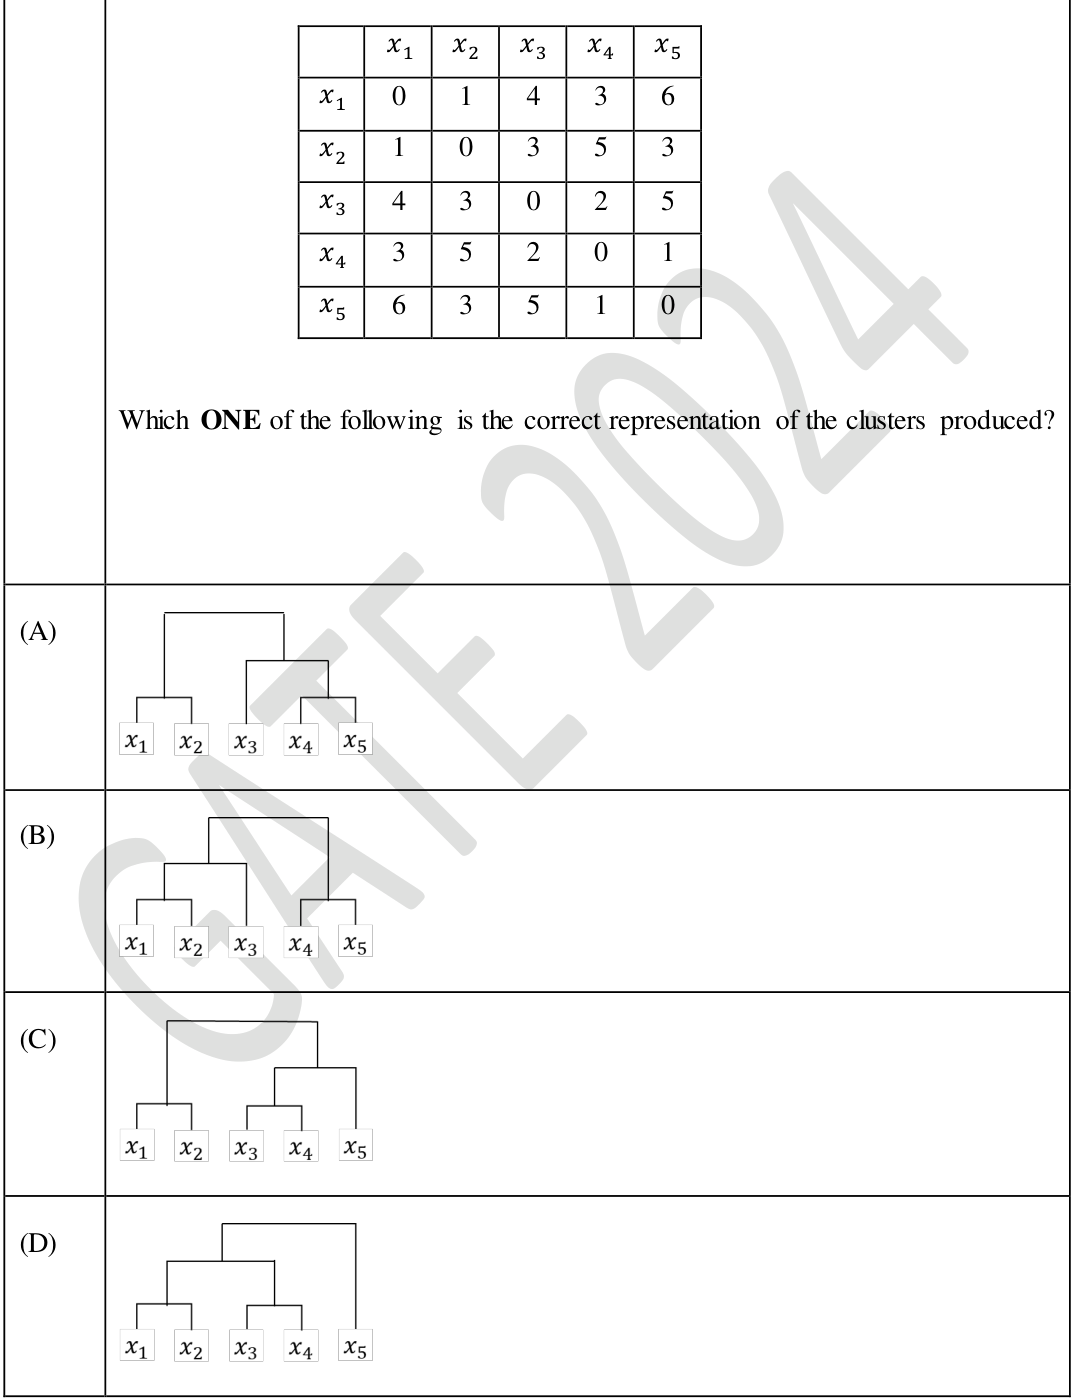 x₁ x₂ x₃ x₄ x₅
x₁ 0 1 4 3 6
x₂ 1 0 3 5 3
x₃ 4 3 0 2 5
x₄ 3 5 2 0 1
x₅ 6 3 5 1 0
Which ONE of the following is the correct representation of the clusters produced?
(A)
x₁ x₂ x₃ x₄ x₅
(B)
x₁ x₂ x₃ x₄ x₅
(C)
x₁ x₂ x₃ x₄ x₅
(D)
x₁ x₂ x₃ x₄ x₅
GATE 2024